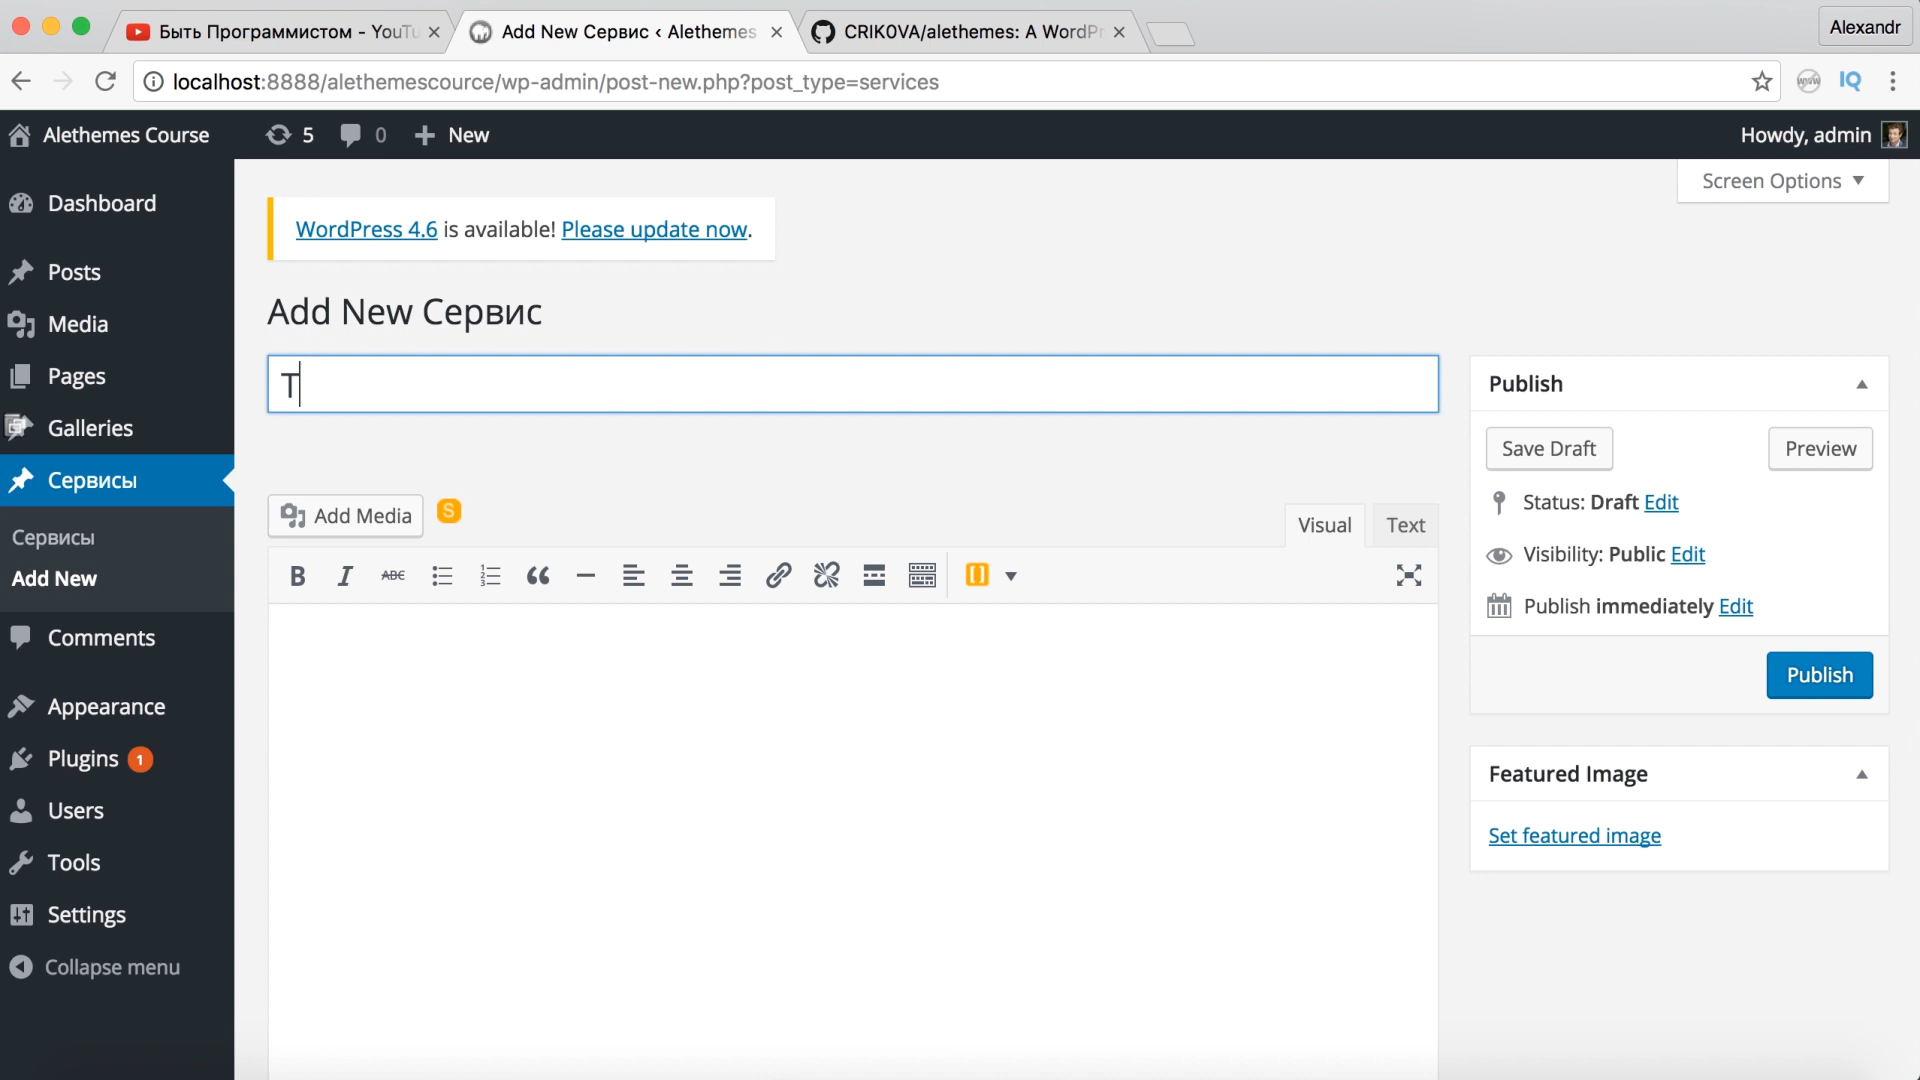 Быть Программистом - YouTu
Add New Сервис ‹ Alethemes
CRIK0VA/alethemes: A WordPr
Alexandr
localhost:8888/alethemescource/wp-admin/post-new.php?post_type=services
IQ
Alethemes Course
5
0
New
Howdy, admin
Screen Options
Dashboard
WordPress 4.6 is available! Please update now.
Posts
Media
Pages
Galleries
Сервисы
Сервисы
Add New
Comments
Appearance
Plugins 1
Users
Tools
Settings
Collapse menu
Add New Сервис
T
Add Media
S
Visual
Text
B I ABC
Publish
Save Draft
Preview
Status: Draft Edit
Visibility: Public Edit
Publish immediately Edit
Publish
Featured Image
Set featured image